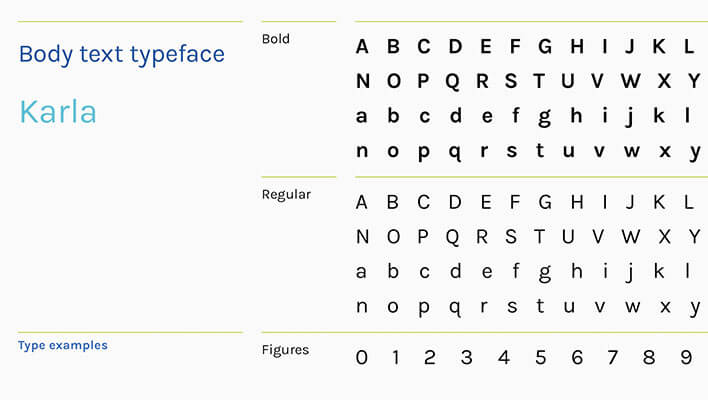 Body text typeface
Karla
Bold
A B C D E F G H I J K L
N O P Q R S T U V W X Y
a b c d e f g h i j k l
n o p q r s t u v w x y
Regular
A B C D E F G H I J K L
N O P Q R S T U V W X Y
a b c d e f g h i j k l
n o p q r s t u v w x y
Type examples
Figures
0 1 2 3 4 5 6 7 8 9